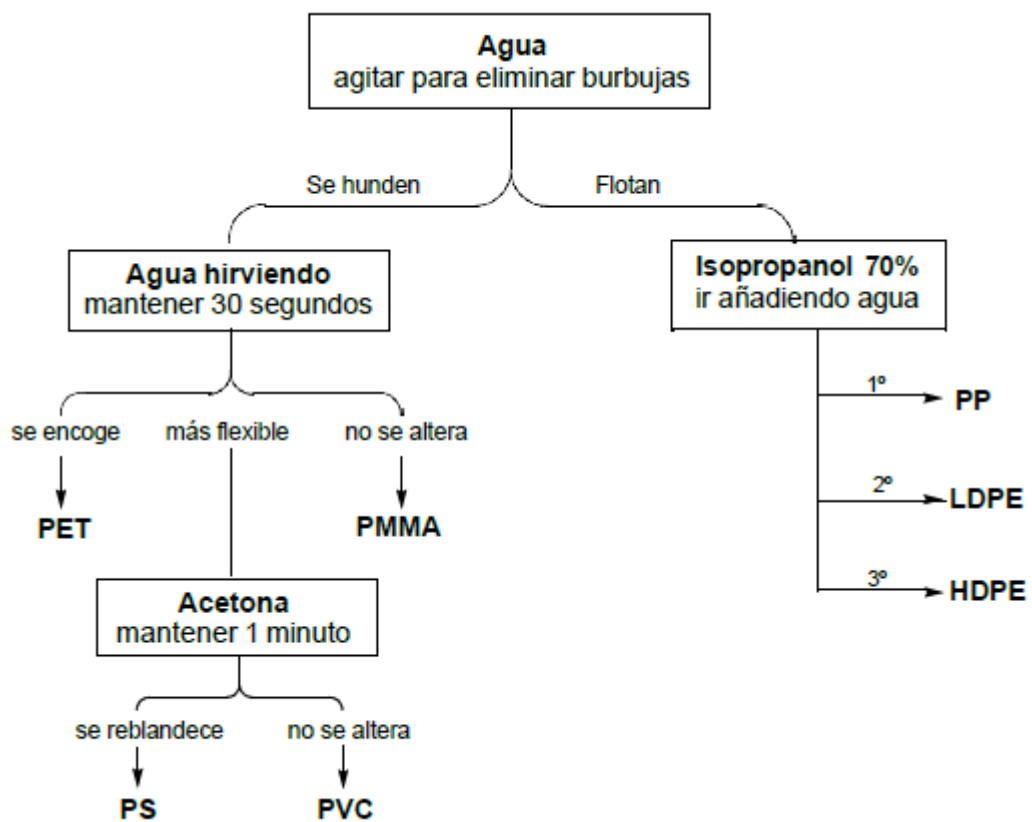 Agua
agitar para eliminar burbujas
Se hunden
Flotan
Agua hirviendo
mantener 30 segundos
Isopropanol 70%
ir añadiendo agua
se encoge
más flexible
no se altera
PET
PMMA
1º
PP
2º
LDPE
3º
HDPE
Acetona
mantener 1 minuto
se reblandece
no se altera
PS
PVC